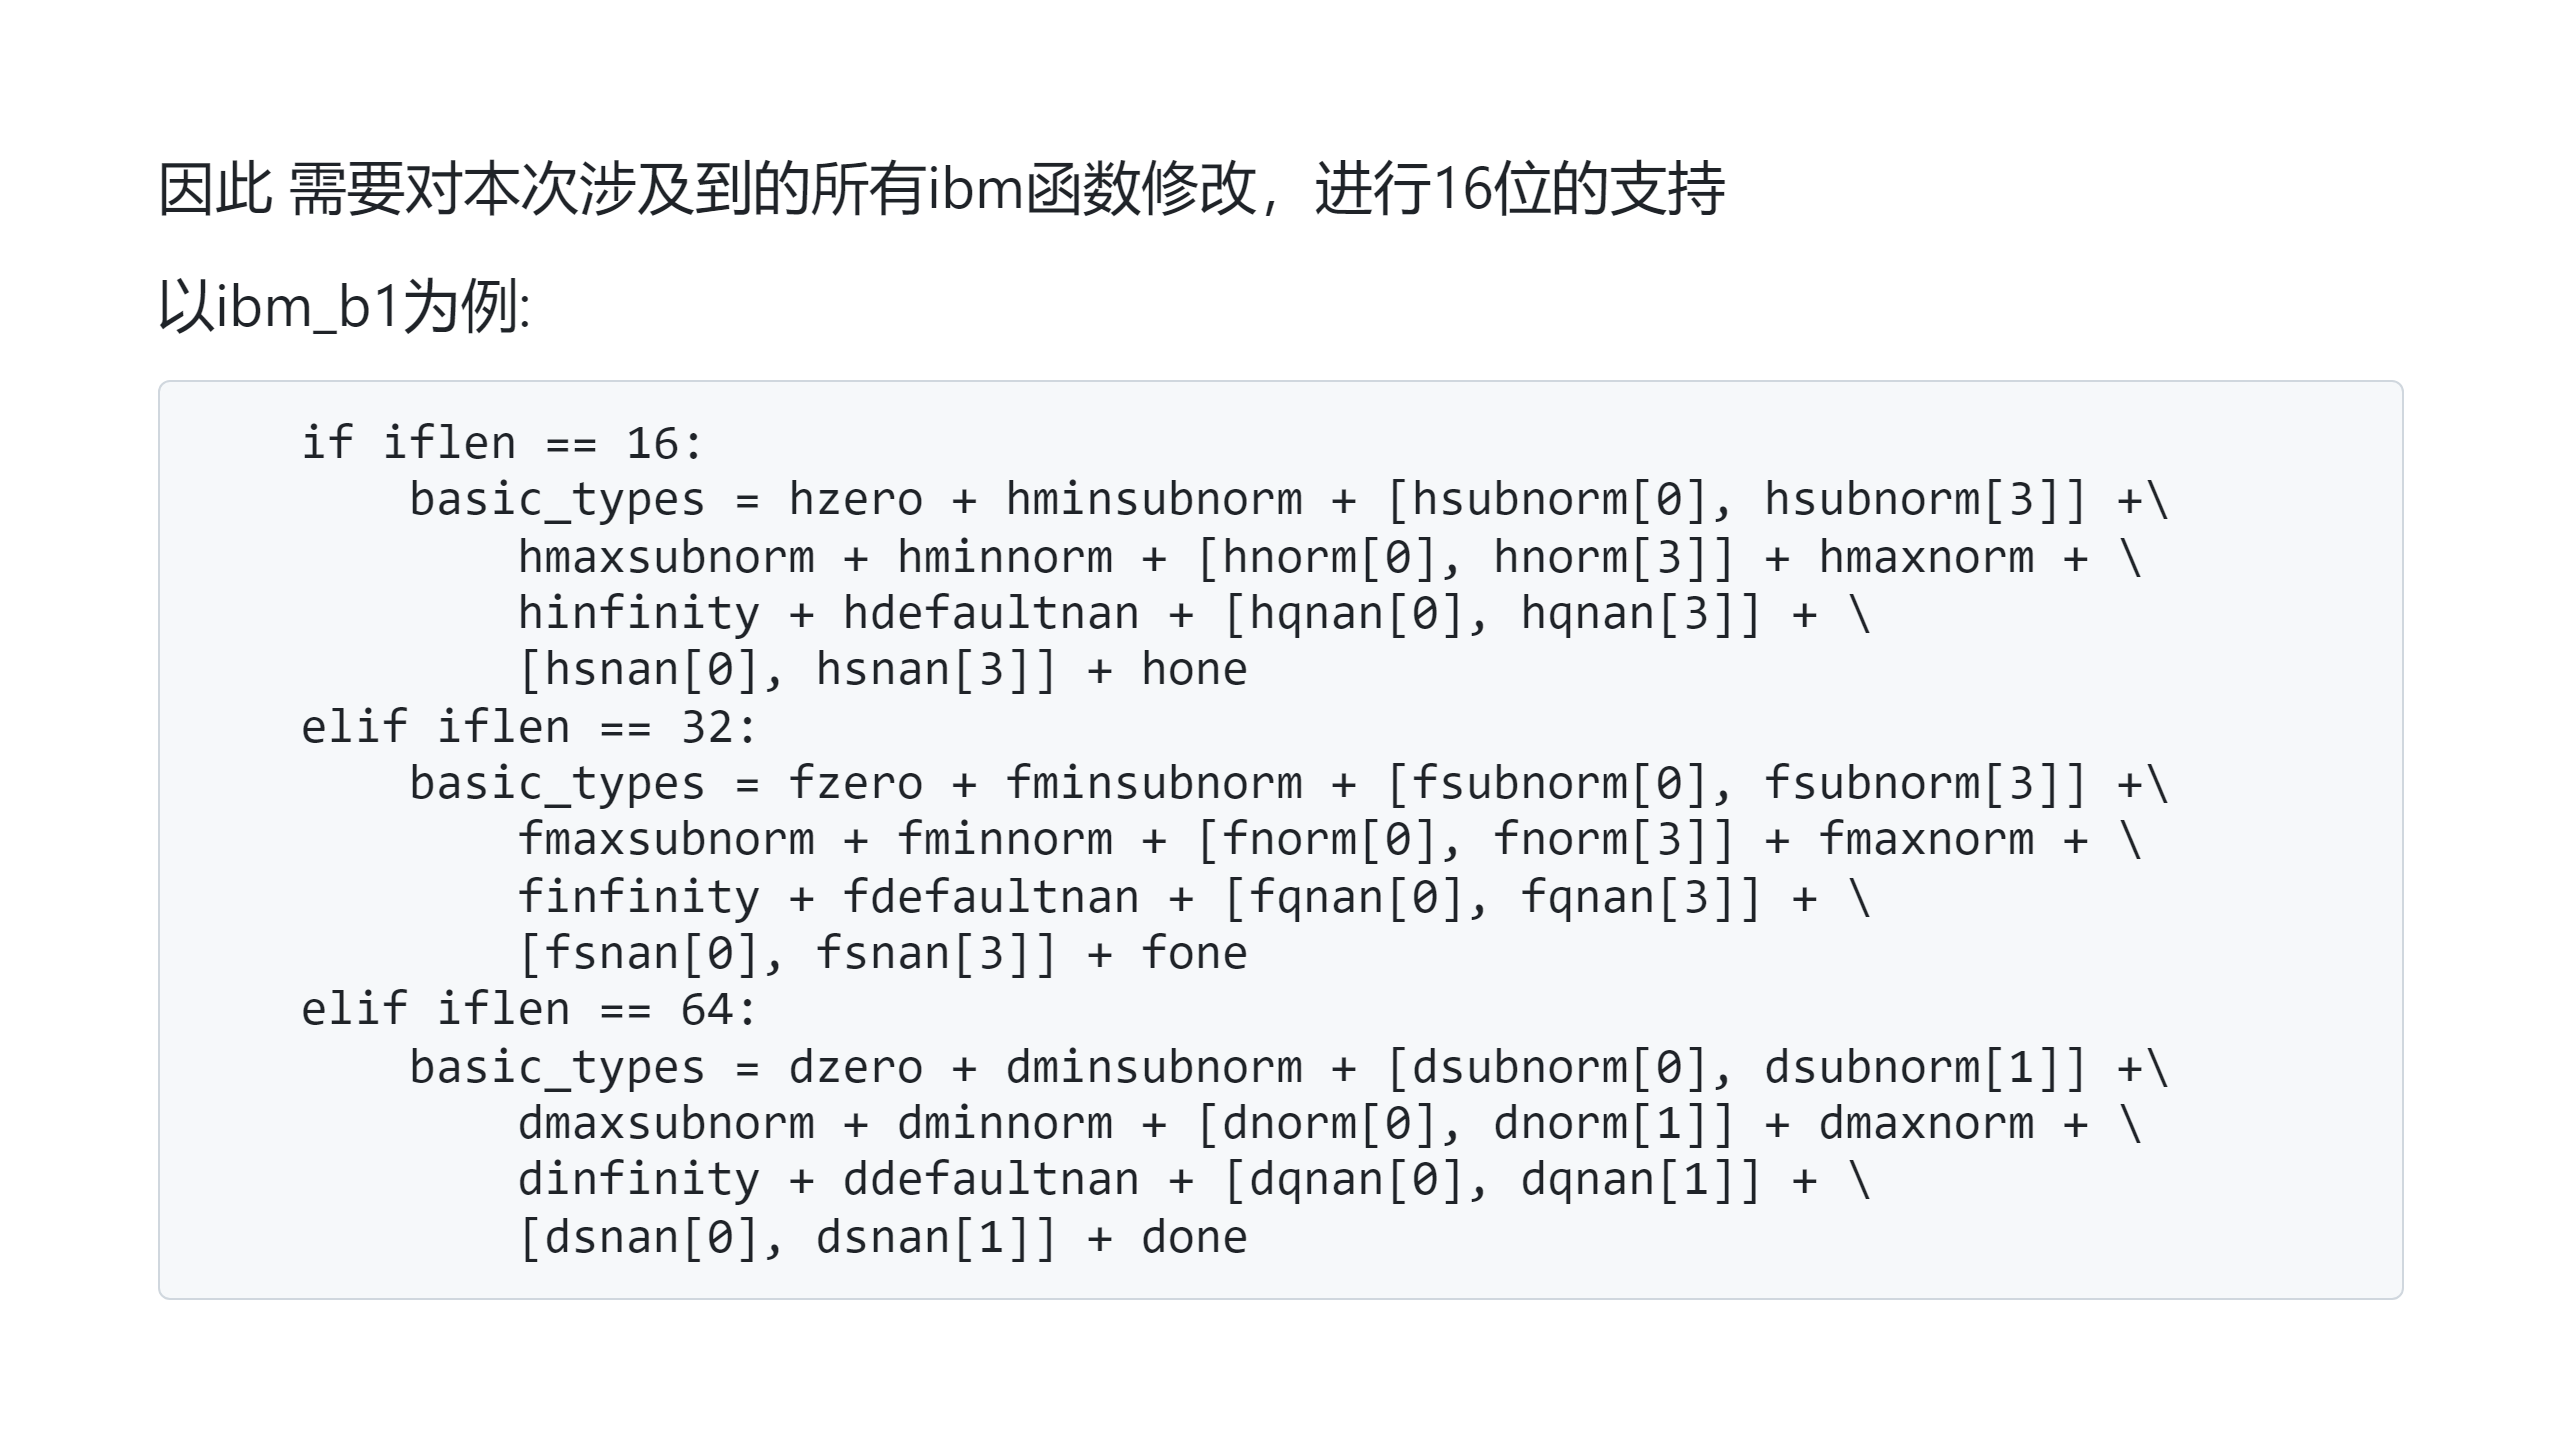 因此 需要对本次涉及到的所有ibm函数修改，进行16位的支持
以ibm_b1为例:
if iflen == 16:
    basic_types = hzero + hminsubnorm + [hsubnorm[0], hsubnorm[3]] +\
        hmaxsubnorm + hminnorm + [hnorm[0], hnorm[3]] + hmaxnorm + \
        hinfinity + hdefaultnan + [hqnan[0], hqnan[3]] + \
        [hsnan[0], hsnan[3]] + hone
elif iflen == 32:
    basic_types = fzero + fminsubnorm + [fsubnorm[0], fsubnorm[3]] +\
        fmaxsubnorm + fminnorm + [fnorm[0], fnorm[3]] + fmaxnorm + \
        finfinity + fdefaultnan + [fqnan[0], fqnan[3]] + \
        [fsnan[0], fsnan[3]] + fone
elif iflen == 64:
    basic_types = dzero + dminsubnorm + [dsubnorm[0], dsubnorm[1]] +\
        dmaxsubnorm + dminnorm + [dnorm[0], dnorm[1]] + dmaxnorm + \
        dinfinity + ddefaultnan + [dqnan[0], dqnan[1]] + \
        [dsnan[0], dsnan[1]] + done